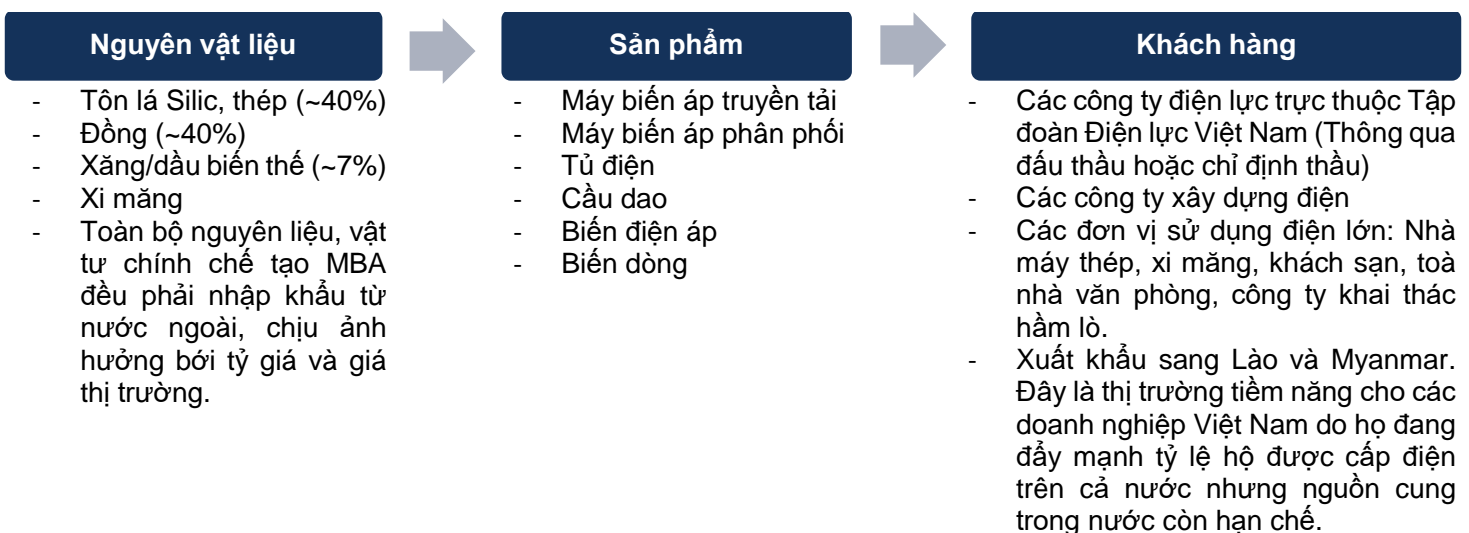 Nguyên vật liệu
- Tôn lá Silic, thép (~40%)
- Đồng (~40%)
- Xăng/dầu biến thế (~7%)
- Xi măng
- Toàn bộ nguyên liệu, vật
tư chính chế tạo MBA
đều phải nhập khẩu từ
nước ngoài, chịu ảnh
hưởng bới tỷ giá và giá
thị trường.
Sản phẩm
- Máy biến áp truyền tải
- Máy biến áp phân phối
- Tủ điện
- Cầu dao
- Biến điện áp
- Biến dòng
Khách hàng
- Các công ty điện lực trực thuộc Tập
đoàn Điện lực Việt Nam (Thông qua
đấu thầu hoặc chỉ định thầu)
- Các công ty xây dựng điện
- Các đơn vị sử dụng điện lớn: Nhà
máy thép, xi măng, khách sạn, toà
nhà văn phòng, công ty khai thác
hầm lò.
- Xuất khẩu sang Lào và Myanmar.
Đây là thị trường tiềm năng cho các
doanh nghiệp Việt Nam do họ đang
đẩy mạnh tỷ lệ hộ được cấp điện
trên cả nước nhưng nguồn cung
trong nước còn hạn chế.